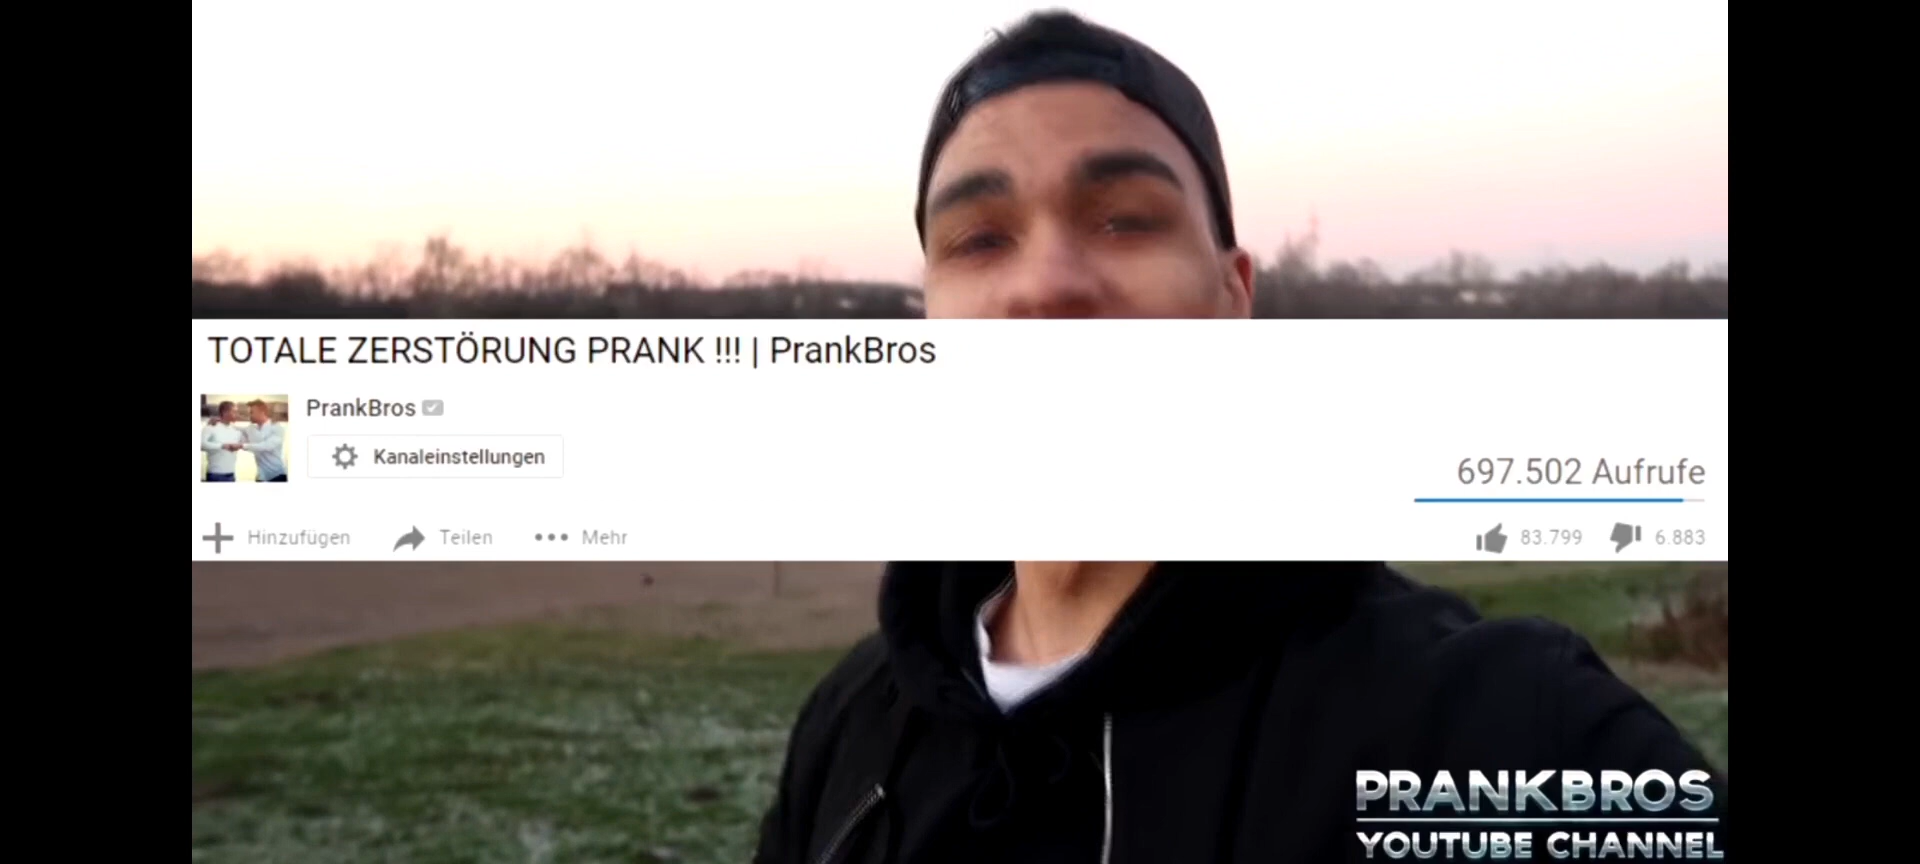 TOTALE ZERSTÖRUNG PRANK !!! | PrankBros
PrankBros
Kanaleinstellungen
697.502 Aufrufe
Hinzufügen Teilen ••• Mehr
83.799 6.883
PRANKBROS
YOUTUBE CHANNEL